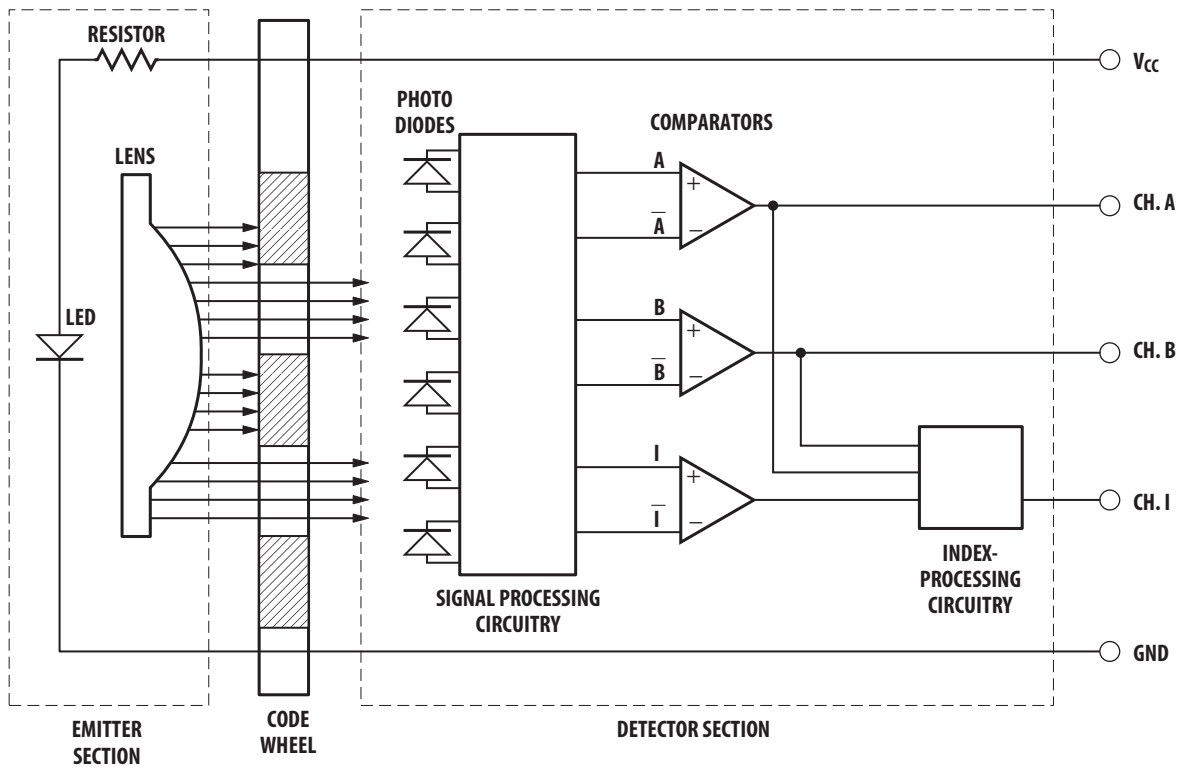 RESISTOR
V_CC
PHOTO
DIODES
COMPARATORS
LENS
A
+
CH. A
A̅
−
LED
B
+
CH. B
B̅
−
I
+
CH. I
I̅
−
INDEX-
PROCESSING
CIRCUITRY
SIGNAL PROCESSING
CIRCUITRY
GND
EMITTER
SECTION
CODE
WHEEL
DETECTOR SECTION